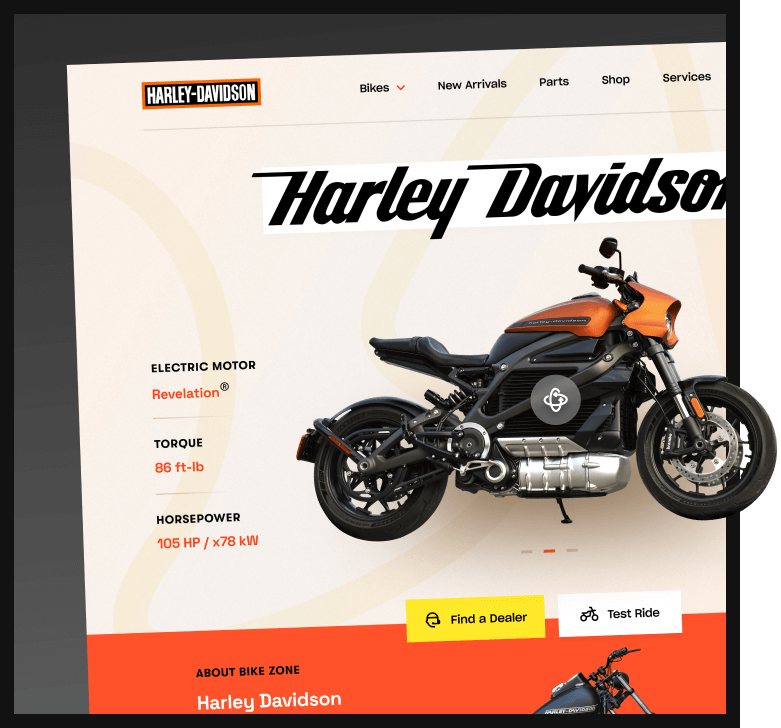 HARLEY-DAVIDSON
Bikes
New Arrivals
Parts
Shop
Services
Harley Davidson
ELECTRIC MOTOR
Revelation®
TORQUE
86 ft-lb
HORSEPOWER
105 HP / x78 kW
Find a Dealer
Test Ride
ABOUT BIKE ZONE
Harley Davidson